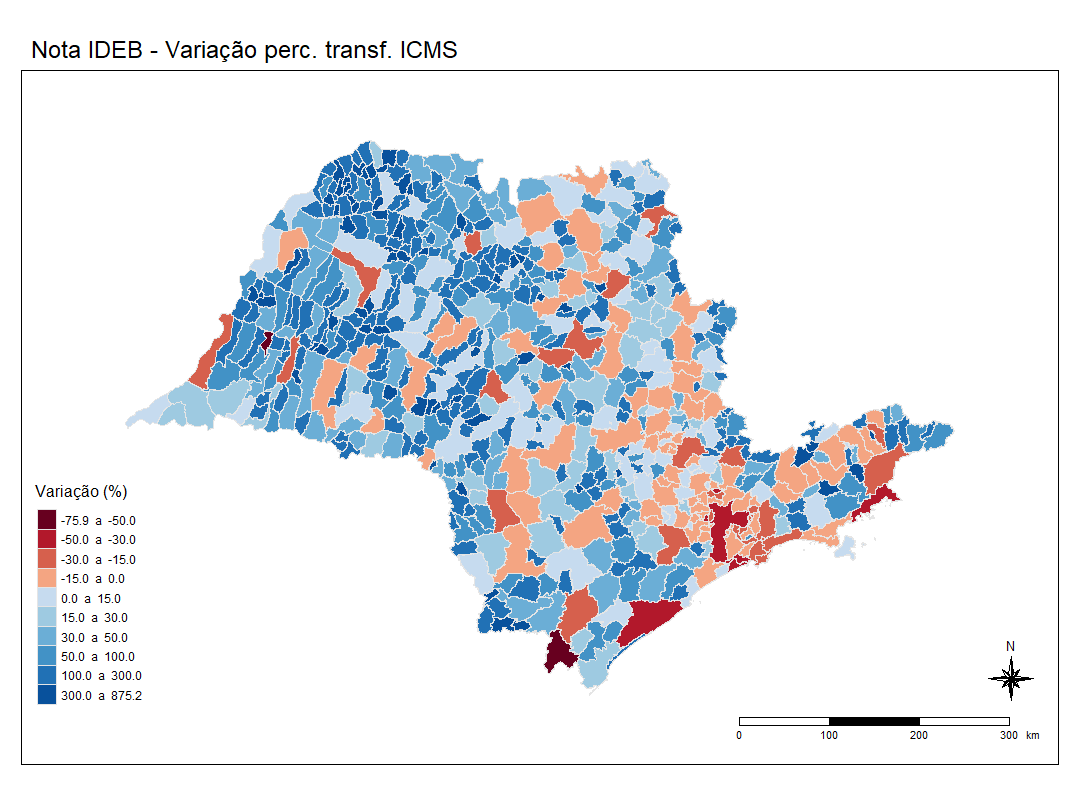 Nota IDEB - Variação perc. transf. ICMS
Variação (%)
-75.9 a -50.0
-50.0 a -30.0
-30.0 a -15.0
-15.0 a 0.0
0.0 a 15.0
15.0 a 30.0
30.0 a 50.0
50.0 a 100.0
100.0 a 300.0
300.0 a 875.2
N
0 100 200 300 km